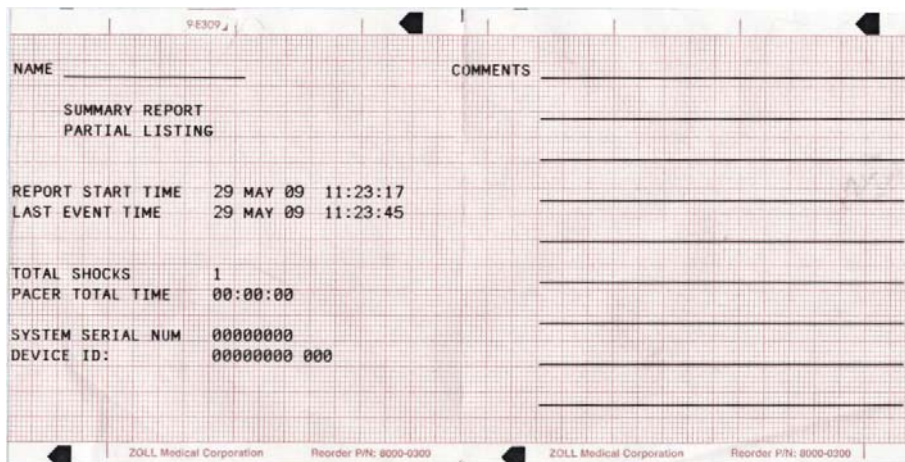 9-E309
NAME
COMMENTS
SUMMARY REPORT
PARTIAL LISTING
REPORT START TIME 29 MAY 09 11:23:17
LAST EVENT TIME 29 MAY 09 11:23:45
TOTAL SHOCKS 1
PACER TOTAL TIME 00:00:00
SYSTEM SERIAL NUM 00000000
DEVICE ID: 00000000 000
ZOLL Medical Corporation Reorder P/N: 8000-0300
ZOLL Medical Corporation Reorder P/N: 8000-0300